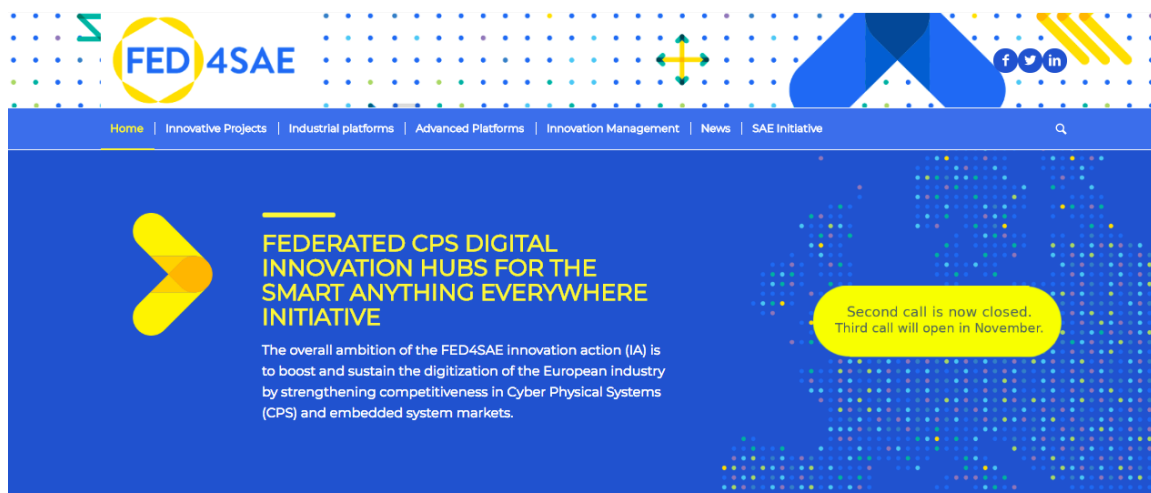 FED 4SAE
Home | Innovative Projects | Industrial platforms | Advanced Platforms | Innovation Management | News | SAE Initiative
FEDERATED CPS DIGITAL
INNOVATION HUBS FOR THE
SMART ANYTHING EVERYWHERE
INITIATIVE
The overall ambition of the FED4SAE innovation action (IA) is
to boost and sustain the digitization of the European industry
by strengthening competitiveness in Cyber Physical Systems
(CPS) and embedded system markets.
Second call is now closed.
Third call will open in November.